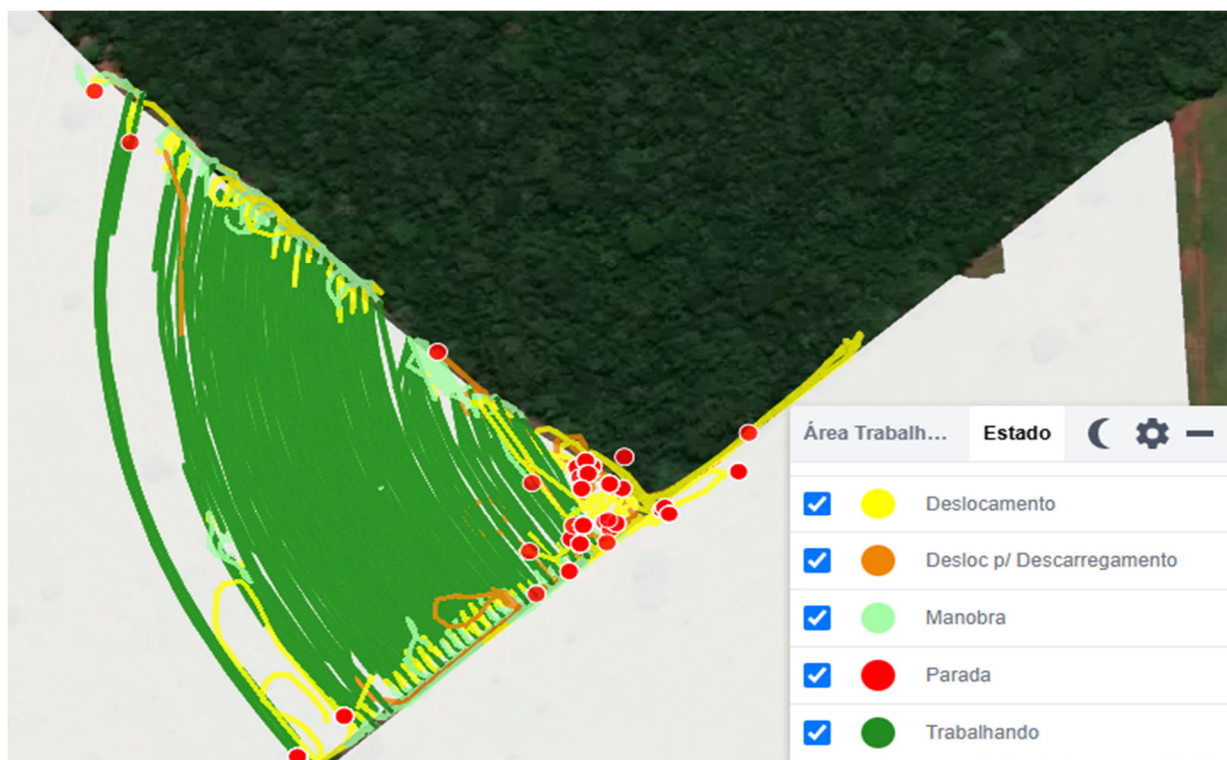 Área Trabalh...
Estado
Deslocamento
Desloc p/ Descarregamento
Manobra
Parada
Trabalhando